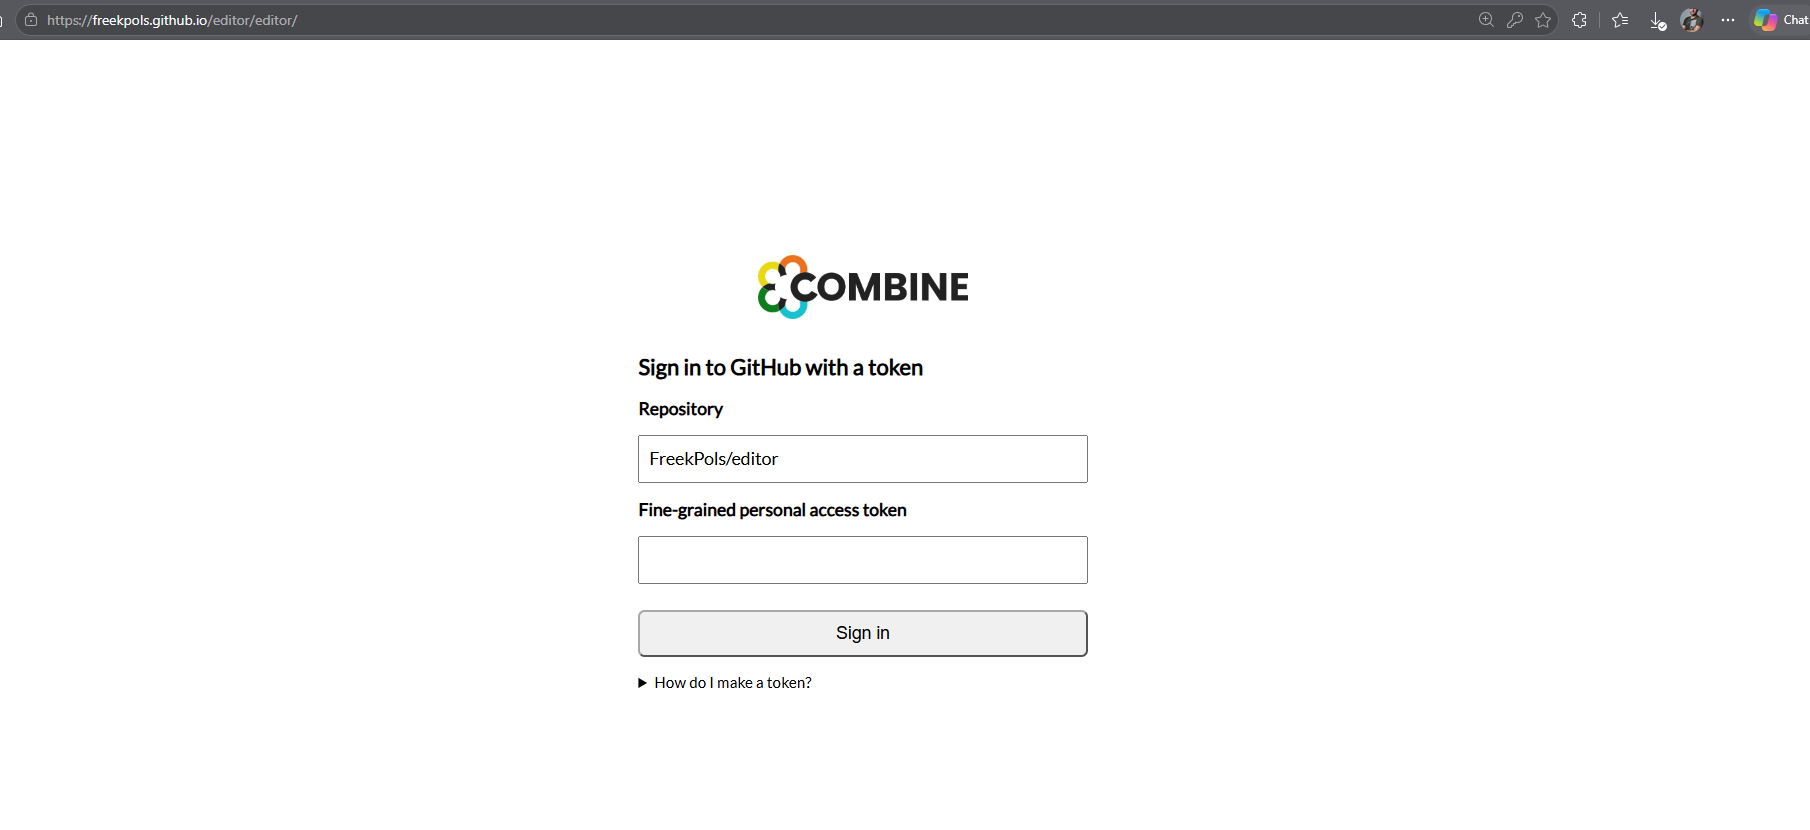 https://freekpols.github.io/editor/editor/
Chat
COMBINE
Sign in to GitHub with a token
Repository
FreekPols/editor
Fine-grained personal access token
Sign in
How do I make a token?